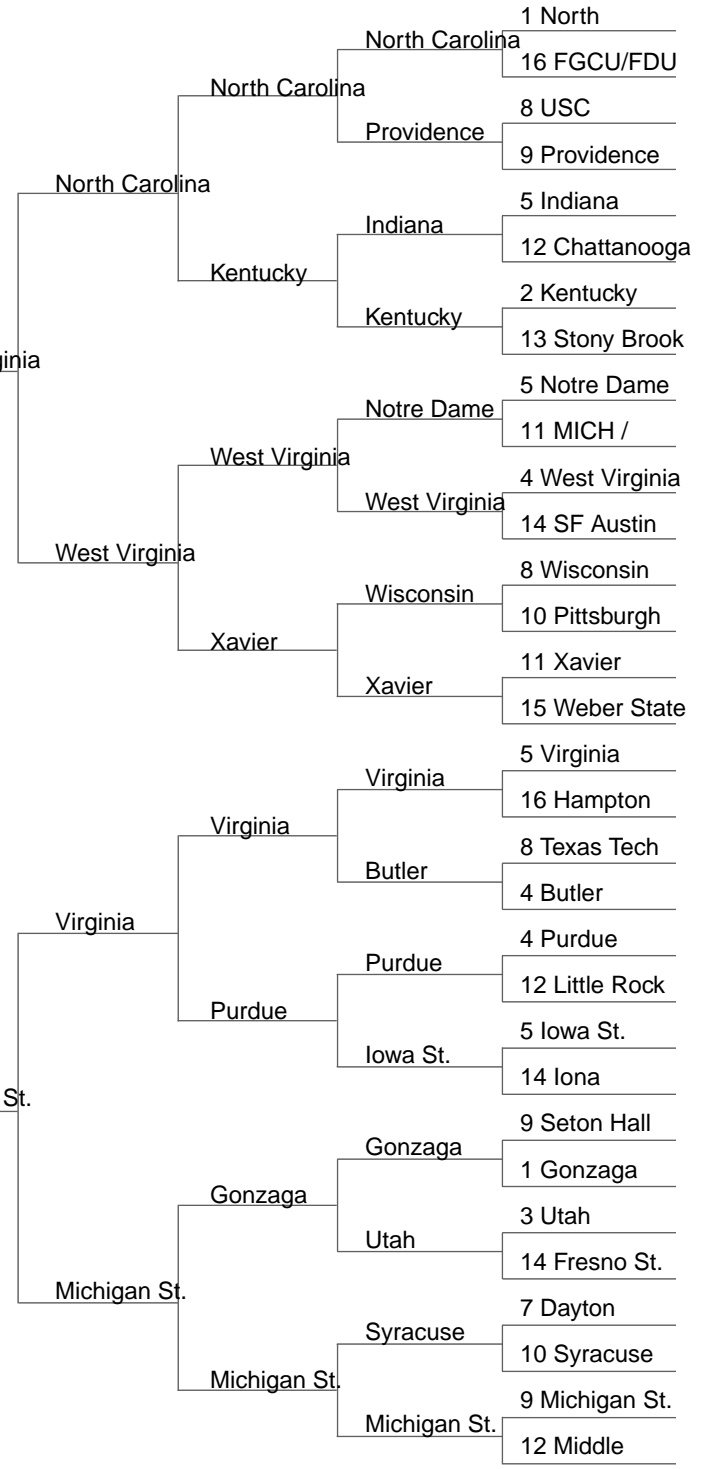 1 North
North Carolina
16 FGCU/FDU
North Carolina
8 USC
Providence
9 Providence
North Carolina
5 Indiana
Indiana
12 Chattanooga
Kentucky
2 Kentucky
Kentucky
13 Stony Brook
ginia
5 Notre Dame
Notre Dame
11 MICH /
West Virginia
4 West Virginia
West Virginia
14 SF Austin
West Virginia
8 Wisconsin
Wisconsin
10 Pittsburgh
Xavier
11 Xavier
Xavier
15 Weber State
5 Virginia
Virginia
16 Hampton
Virginia
8 Texas Tech
Butler
4 Butler
Virginia
4 Purdue
Purdue
12 Little Rock
Purdue
5 Iowa St.
Iowa St.
14 Iona
St.
9 Seton Hall
Gonzaga
1 Gonzaga
Gonzaga
3 Utah
Utah
14 Fresno St.
Michigan St.
7 Dayton
Syracuse
10 Syracuse
Michigan St.
9 Michigan St.
Michigan St.
12 Middle